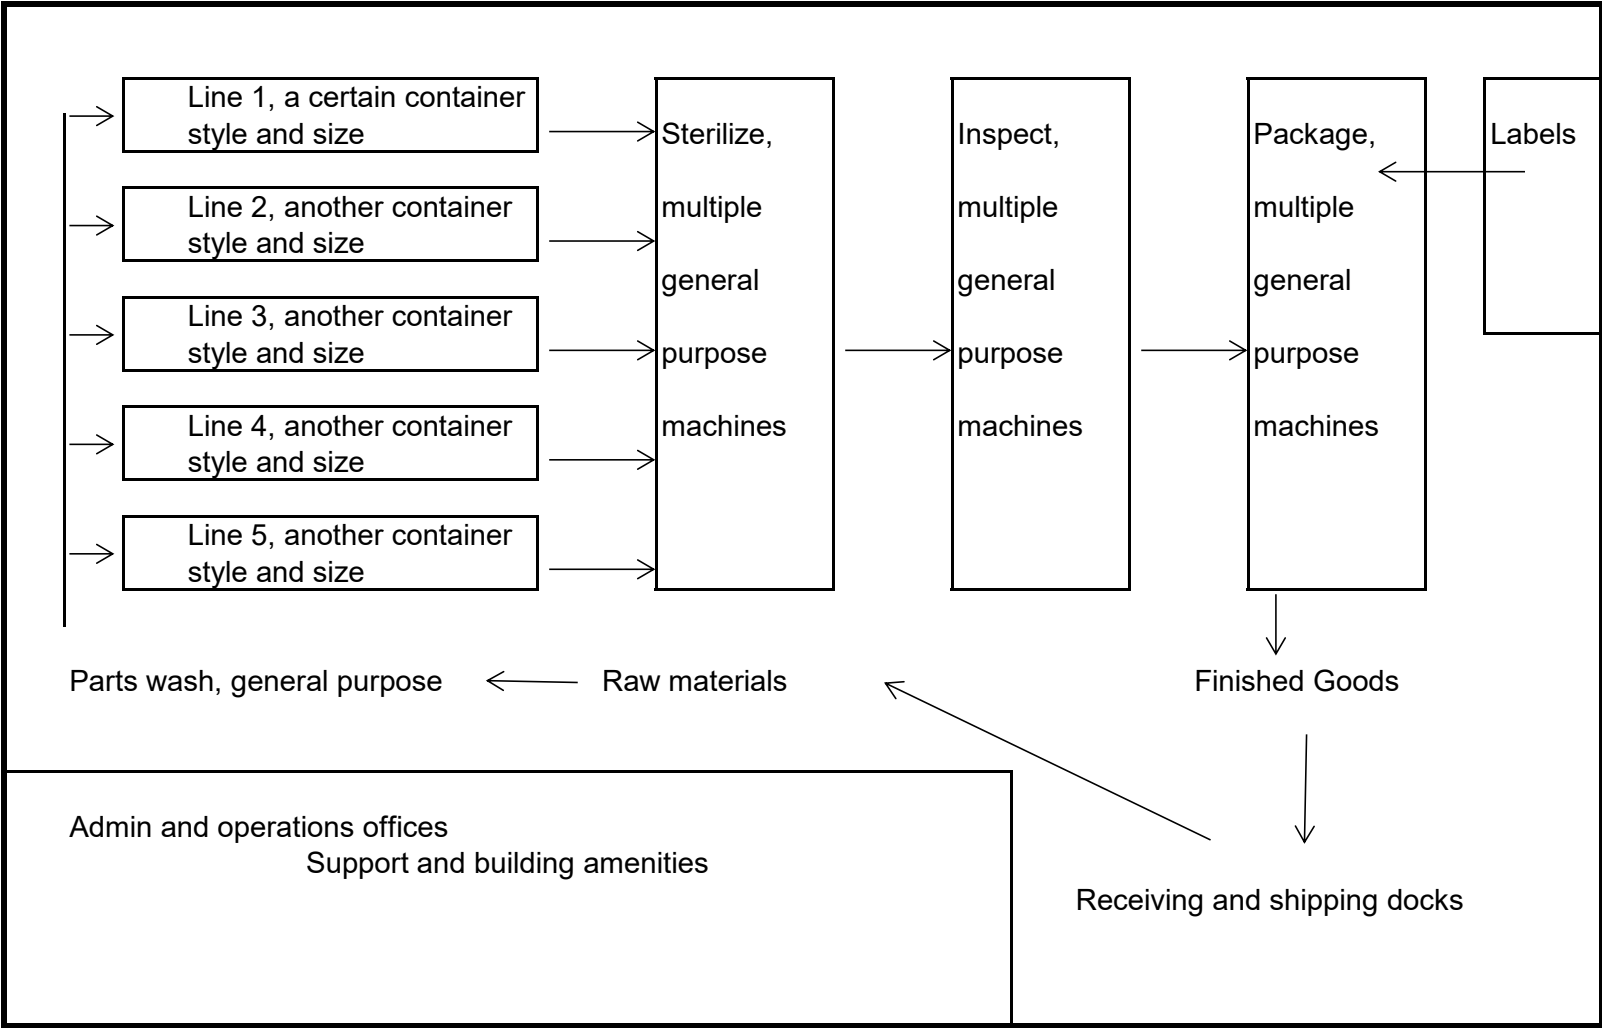 Line 1, a certain container
style and size
Line 2, another container
style and size
Line 3, another container
style and size
Line 4, another container
style and size
Line 5, another container
style and size
Sterilize,
multiple
general
purpose
machines
Inspect,
multiple
general
purpose
machines
Package,
multiple
general
purpose
machines
Labels
Parts wash, general purpose
Raw materials
Finished Goods
Admin and operations offices
Support and building amenities
Receiving and shipping docks